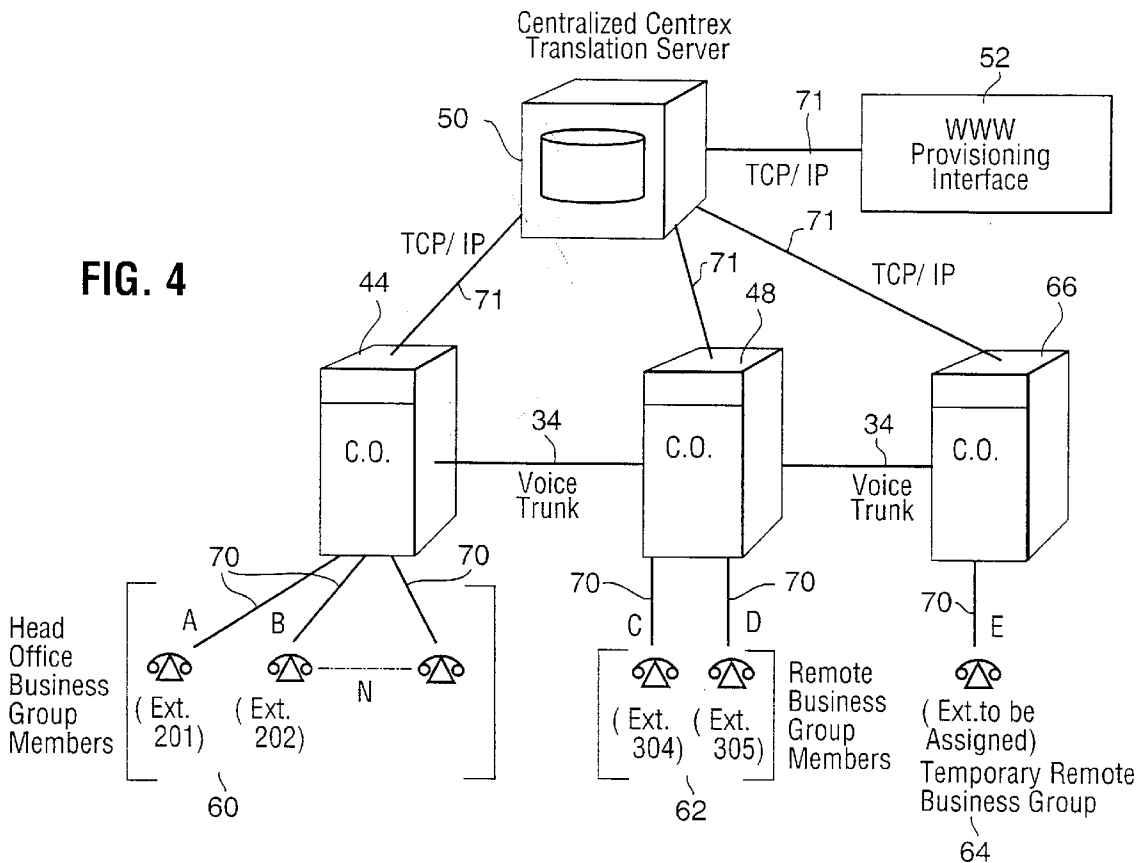 Centralized Centrex
Translation Server
52
50
71
WWW
Provisioning
Interface
TCP/ IP
71
TCP/ IP
FIG. 4
44
71
71
TCP/ IP
48
66
C.O.
34
Voice
Trunk
C.O.
34
Voice
Trunk
C.O.
70
70
70
70
70
A
B
C
D
E
Head
Office
Business
Group
Members
N
( Ext.
201)
( Ext.
202)
( Ext.
304)
( Ext.
305)
Remote
Business
Group
Members
( Ext.to be
Assigned)
Temporary Remote
Business Group
60
62
64